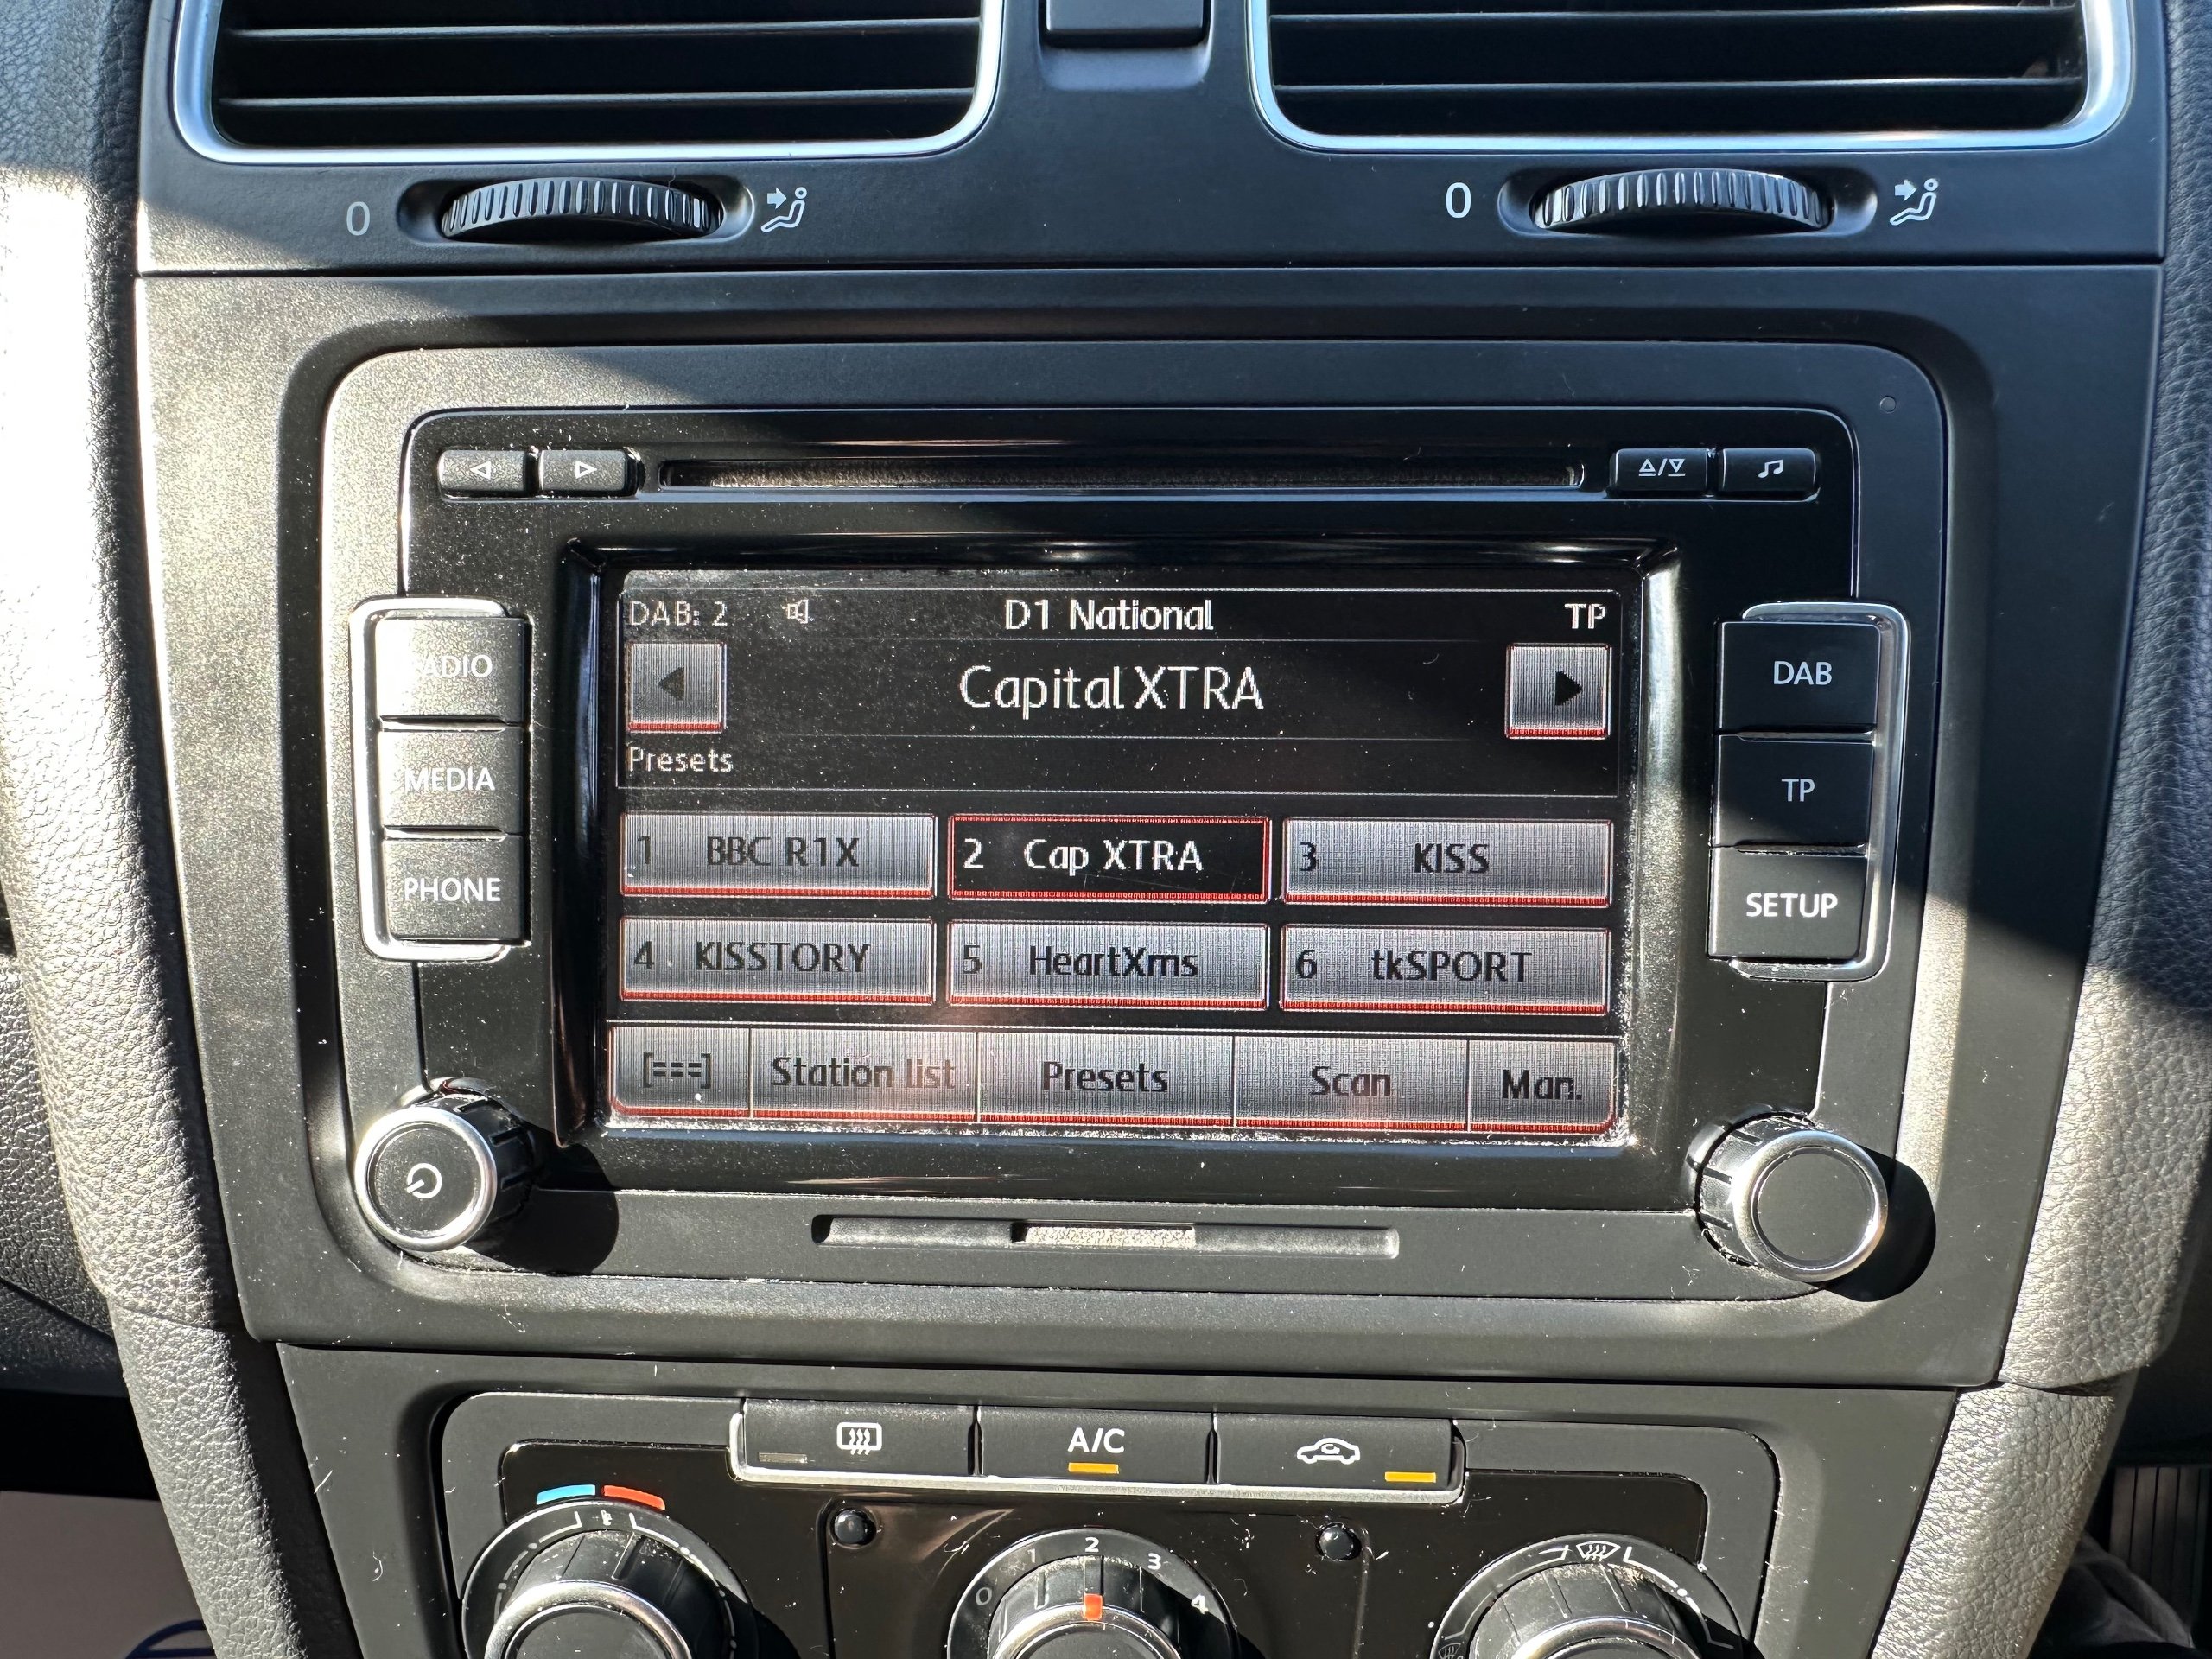 0
0
DAB: 2
D1 National
TP
Capital XTRA
Presets
1 BBC R1X
2 Cap XTRA
3 KISS
4 KISSTORY
5 HeartXms
6 tkSPORT
[===]
Station list
Presets
Scan
Man.
RADIO
MEDIA
PHONE
DAB
TP
SETUP
A/C
0 1 2 3 4